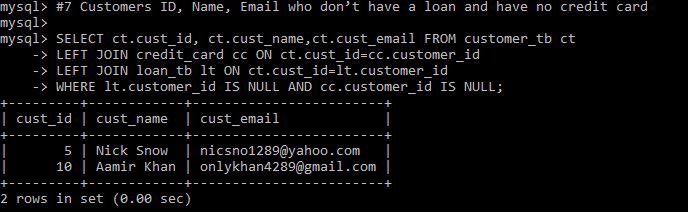 mysql> #7 Customers ID, Name, Email who don’t have a loan and have no credit card
mysql>
mysql> SELECT ct.cust_id, ct.cust_name,ct.cust_email FROM customer_tb ct
    -> LEFT JOIN credit_card cc ON ct.cust_id=cc.customer_id
    -> LEFT JOIN loan_tb lt ON ct.cust_id=lt.customer_id
    -> WHERE lt.customer_id IS NULL AND cc.customer_id IS NULL;
+---------+------------+------------------------+
| cust_id | cust_name  | cust_email             |
+---------+------------+------------------------+
|       5 | Nick Snow  | nicsno1289@yahoo.com   |
|      10 | Aamir Khan | onlykhan4289@gmail.com |
+---------+------------+------------------------+
2 rows in set (0.00 sec)